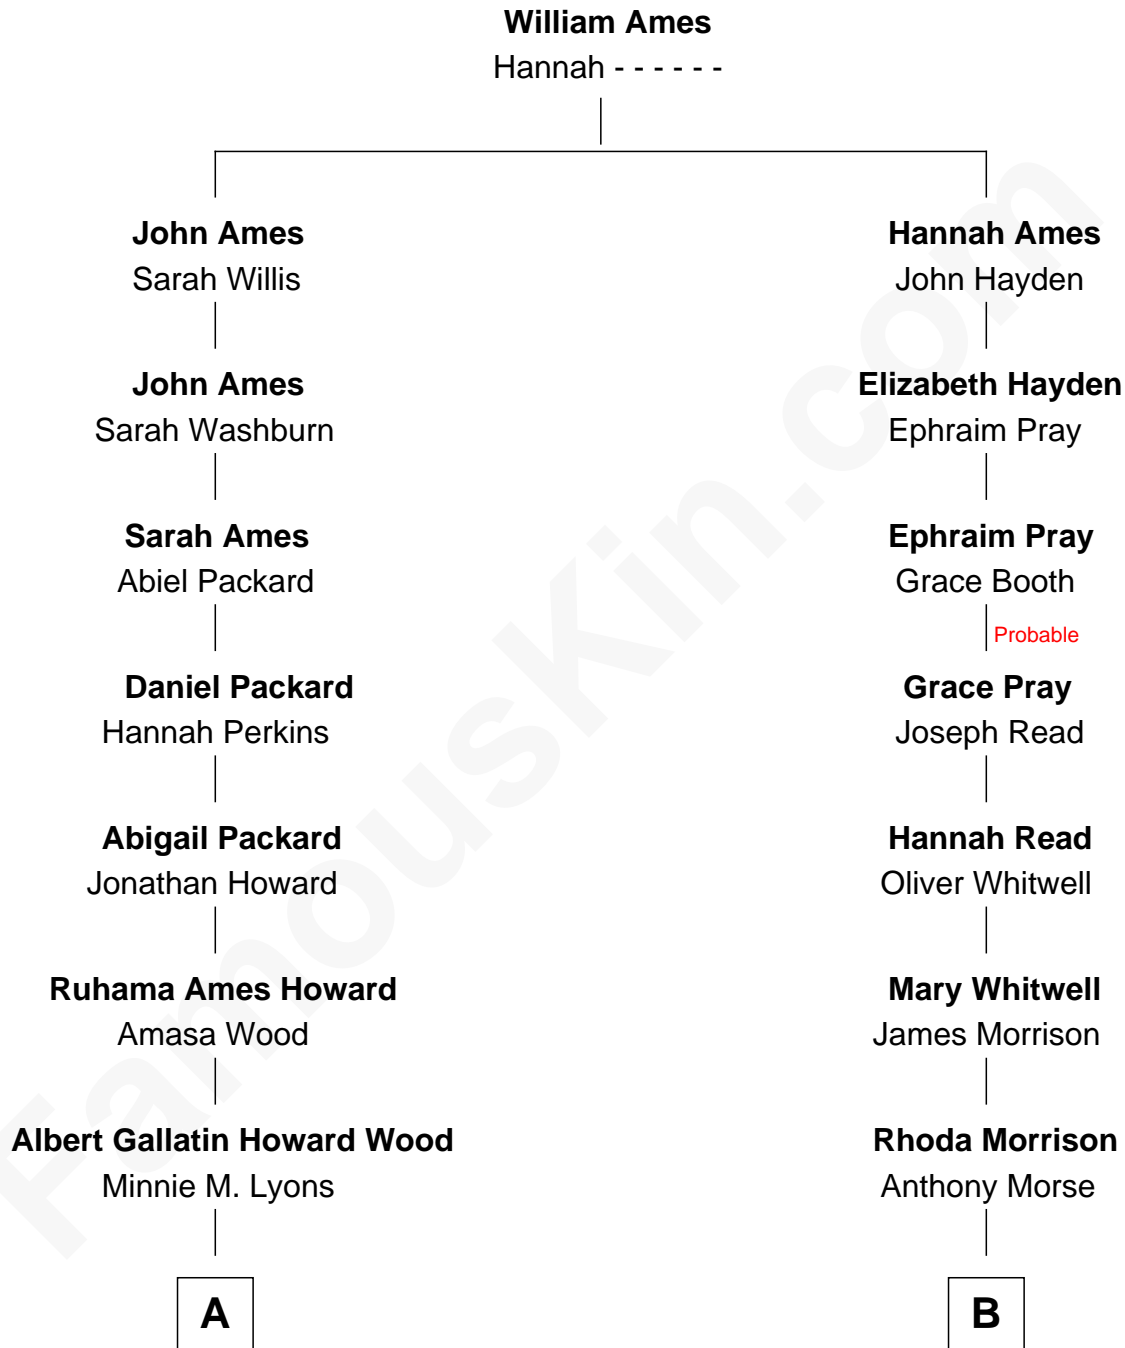 William Ames
Hannah - - - - - -
John Ames
Sarah Willis
Hannah Ames
John Hayden
John Ames
Sarah Washburn
Elizabeth Hayden
Ephraim Pray
Sarah Ames
Abiel Packard
Ephraim Pray
Grace Booth
Probable
Daniel Packard
Hannah Perkins
Grace Pray
Joseph Read
Abigail Packard
Jonathan Howard
Hannah Read
Oliver Whitwell
Ruhama Ames Howard
Amasa Wood
Mary Whitwell
James Morrison
Albert Gallatin Howard Wood
Minnie M. Lyons
Rhoda Morrison
Anthony Morse
A
B
FamousKin.com